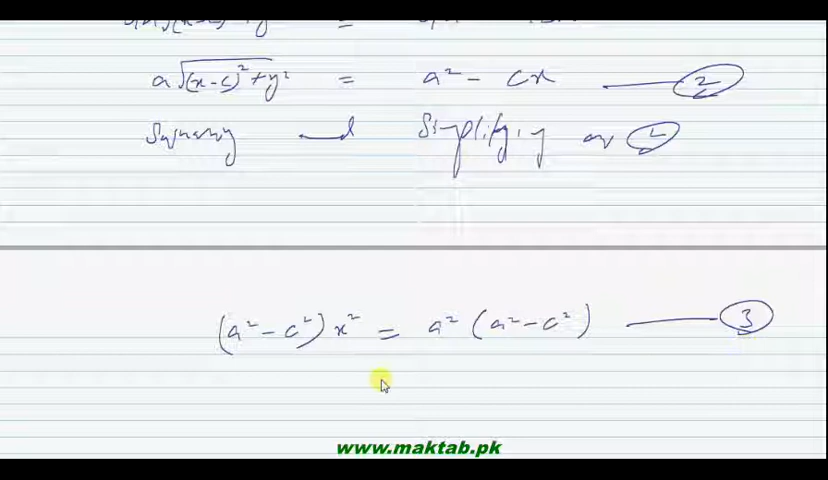 a√(x-c)² + y² = a² - cx —— 2
Squaring and Simplifying on 2
(a² - c²) x² = a² (a² - c²) —— 3
www.maktab.pk